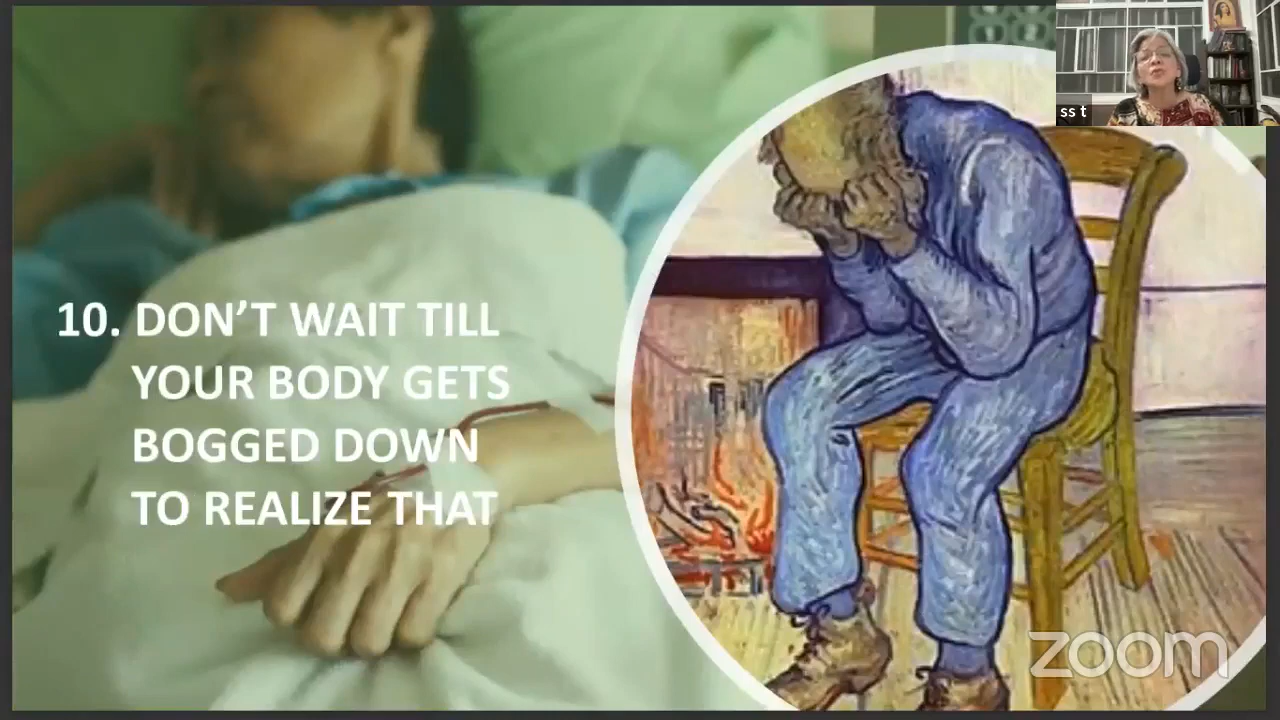 ss t
10. DON’T WAIT TILL
YOUR BODY GETS
BOGGED DOWN
TO REALIZE THAT
zoom